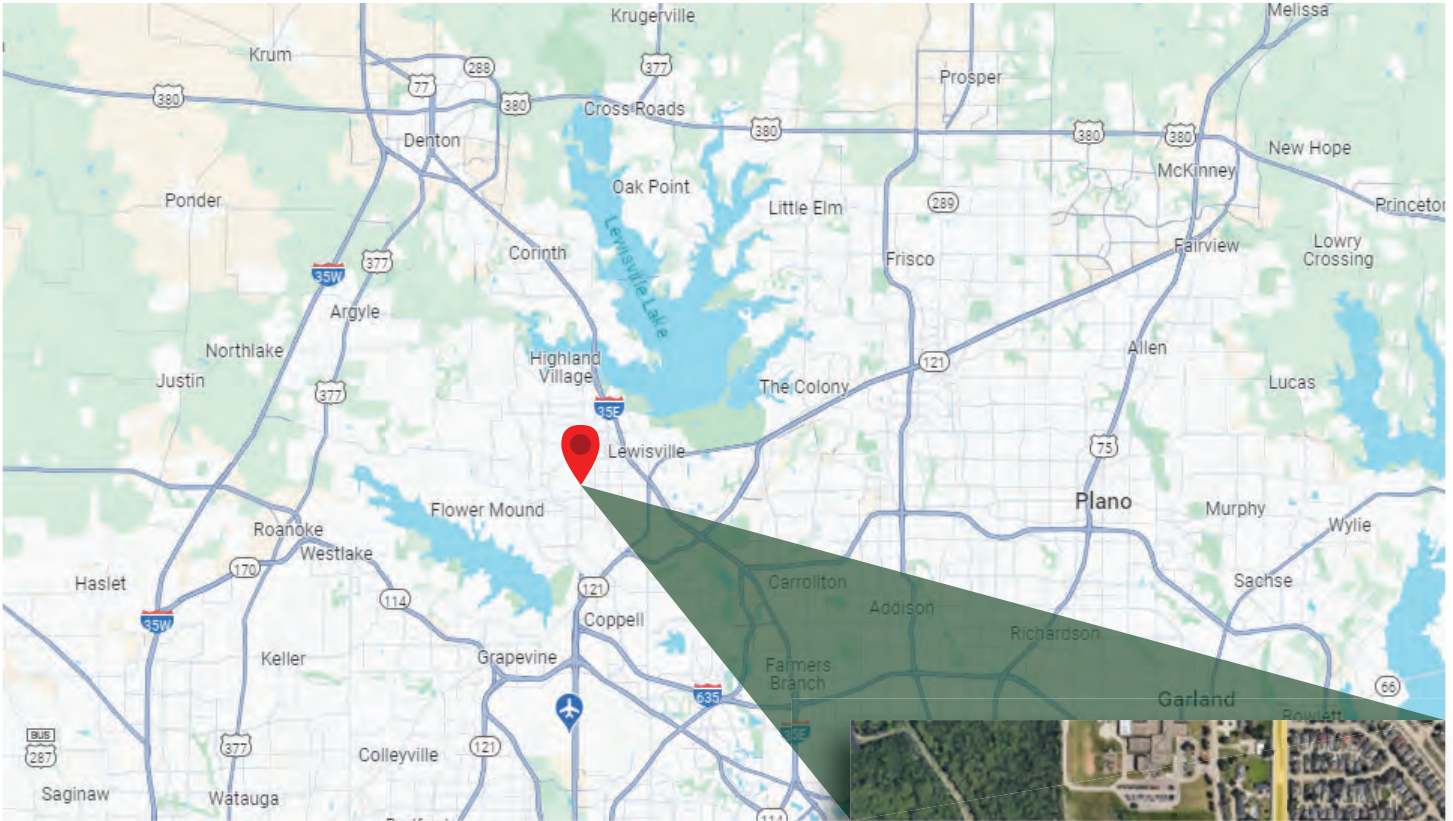 Krugerville
Melissa
Krum
288
377
Prosper
77
380
380
Cross Roads
380
380
380
Denton
New Hope
McKinney
Oak Point
Ponder
Little Elm
289
Princeton
Corinth
Fairview
Lowry
Crossing
Frisco
377
35W
Lewisville Lake
Argyle
Northlake
Highland
Village
Allen
121
Justin
The Colony
Lucas
377
35E
75
Lewisville
Plano
Flower Mound
Murphy
Wylie
Roanoke
Westlake
170
Haslet
121
Carrollton
Sachse
114
Addison
35W
Coppell
Richardson
Keller
Grapevine
Farmers
Branch
635
66
Garland
Rowlett
35E
BUS
287
377
121
Colleyville
Saginaw
Watauga
114